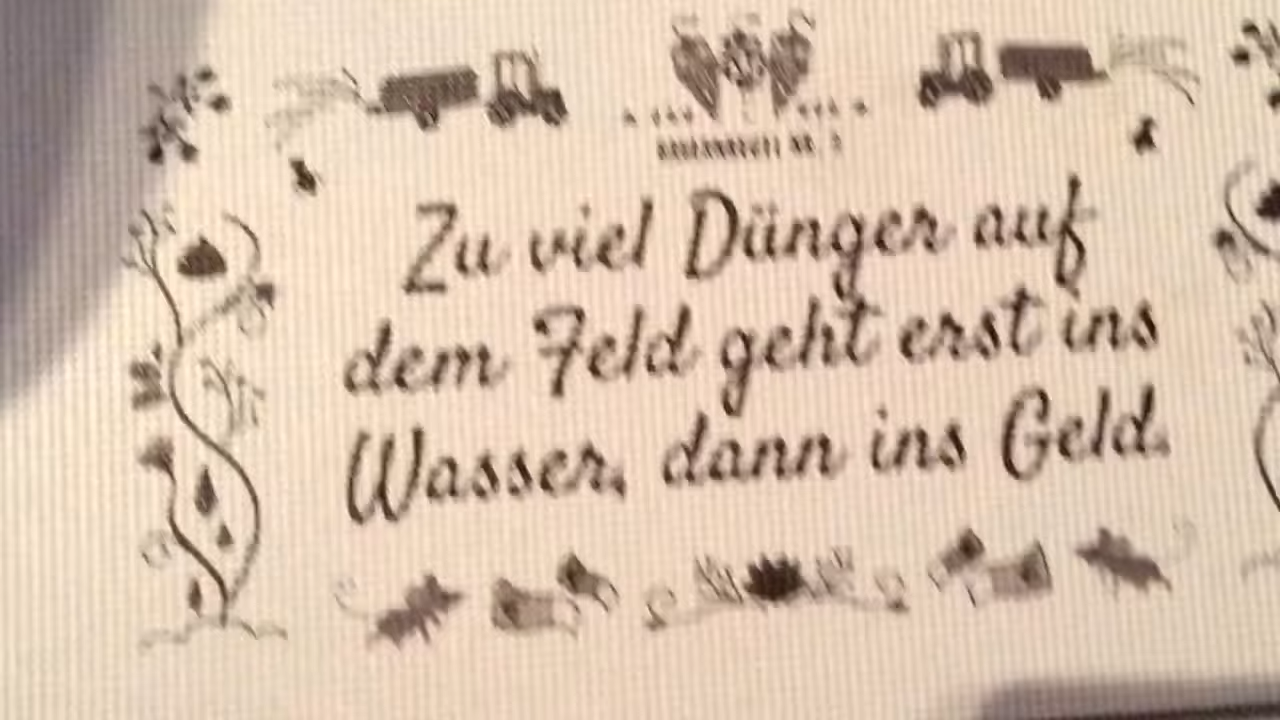 Zu viel Dünger auf
dem Feld geht erst ins
Wasser, dann ins Geld.